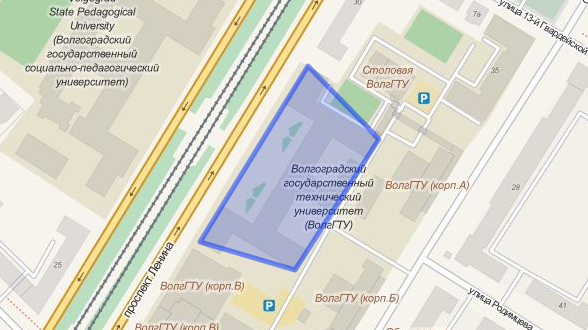 Volgograd
State Pedagogical
University
(Волгоградский
государственный
социально-педагогический
университет)
30
7а
улица 13-й Гвардейской
Столовая
ВолгГТУ
P
35
Волгоградский
государственный
технический
университет
(ВолгГТУ)
ВолгГТУ (корп.А)
28
25
проспект Ленина
ВолгГТУ (корп.В)
P
ВолгГТУ (корп.Б)
улица Родимцева
41
ВолгГТУ (корп.В)